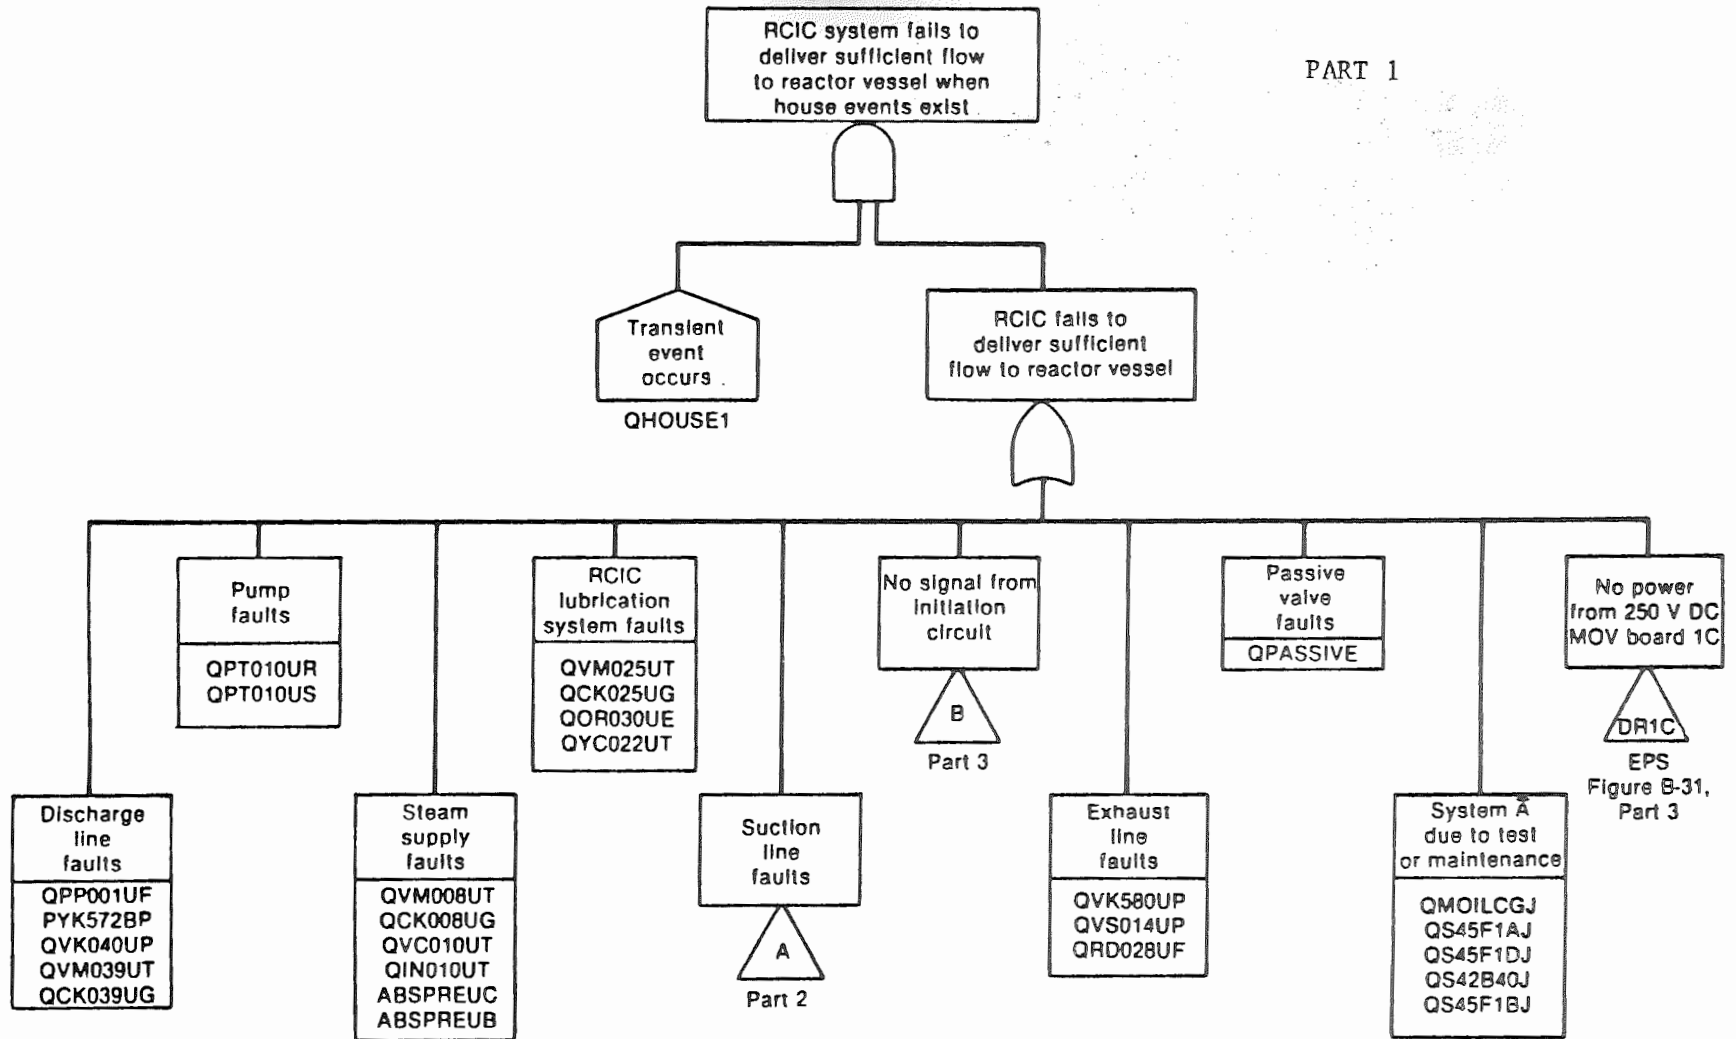 RCIC system fails to
deliver sufficient flow
to reactor vessel when
house events exist
PART 1
Transient
event
occurs
QHOUSE1
RCIC fails to
deliver sufficient
flow to reactor vessel
Pump
faults
QPT010UR
QPT010US
RCIC
lubrication
system faults
QVM025UT
QCK025UG
QOR030UE
QYC022UT
No signal from
initiation
circuit
B
Part 3
Passive
valve
faults
QPASSIVE
No power
from 250 V DC
MOV board 1C
DR1C
EPS
Figure B-31,
Part 3
Discharge
line
faults
QPP001UF
PYK572BP
QVK040UP
QVM039UT
QCK039UG
Steam
supply
faults
QVM008UT
QCK008UG
QVC010UT
QIN010UT
ABSPREUC
ABSPREUB
Suction
line
faults
A
Part 2
Exhaust
line
faults
QVK580UP
QVS014UP
QRD028UF
System Ā
due to test
or maintenance
QMOILCGJ
QS45F1AJ
QS45F1DJ
QS42B40J
QS45F1BJ